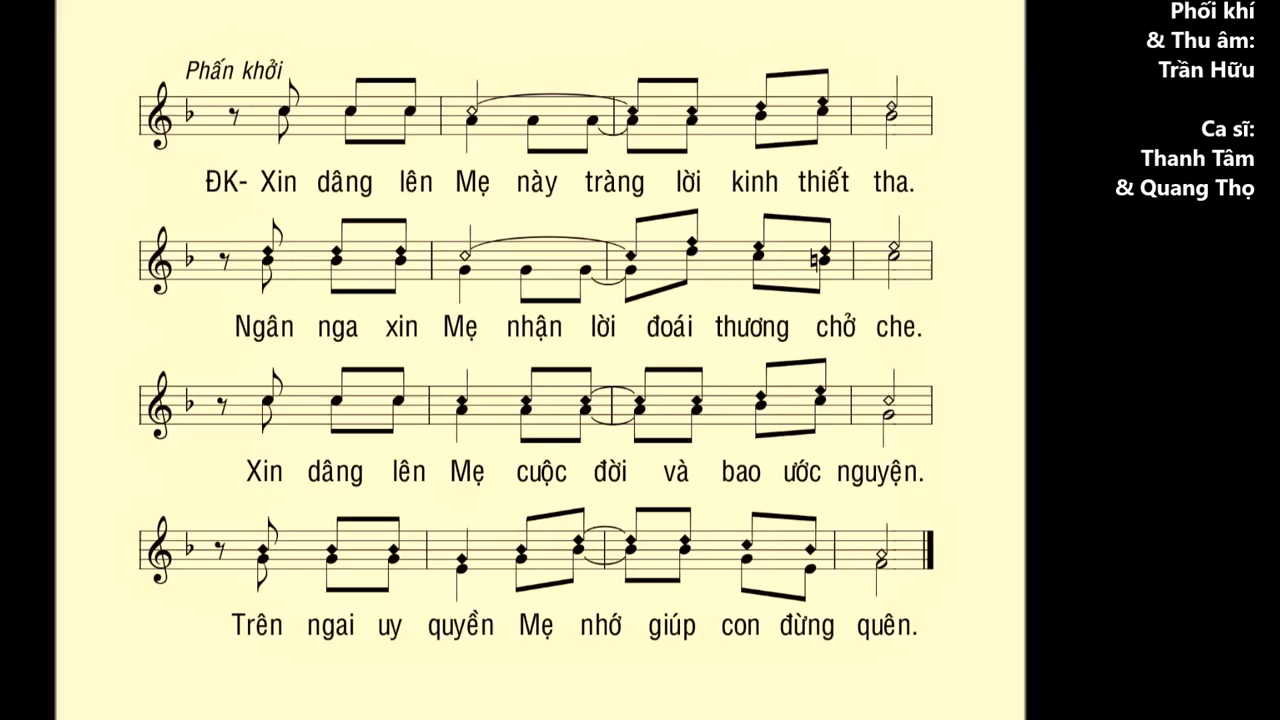 Phấn khởi
ĐK- Xin dâng lên Mẹ này tràng lời kinh thiết tha.
Ngân nga xin Mẹ nhận lời đoái thương chở che.
Xin dâng lên Mẹ cuộc đời và bao ước nguyện.
Trên ngai uy quyền Mẹ nhớ giúp con đừng quên.
Phối khí
& Thu âm:
Trần Hữu
Ca sĩ:
Thanh Tâm
& Quang Thọ